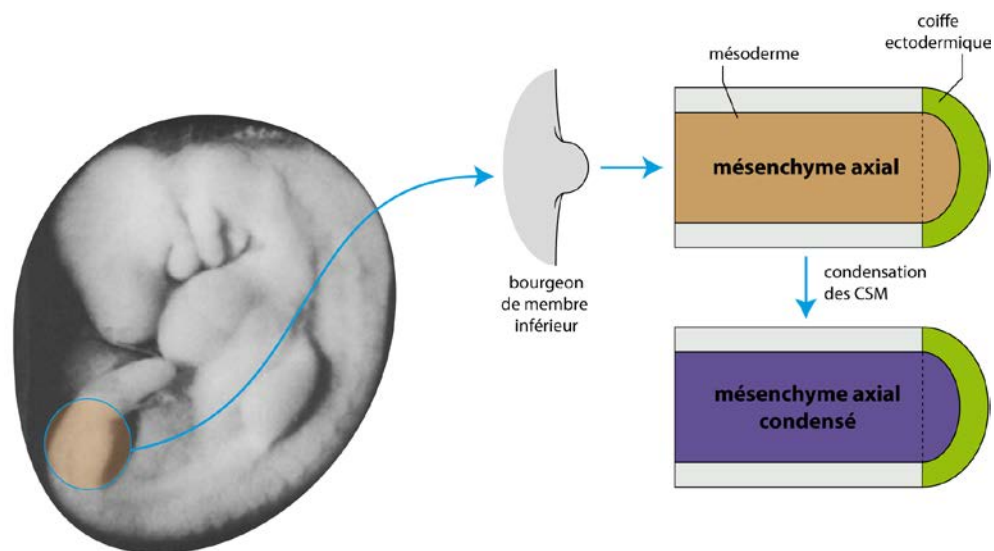 coiffe
ectodermique
mésoderme
mésenchyme axial
bourgeon
de membre
inférieur
condensation
des CSM
mésenchyme axial
condensé